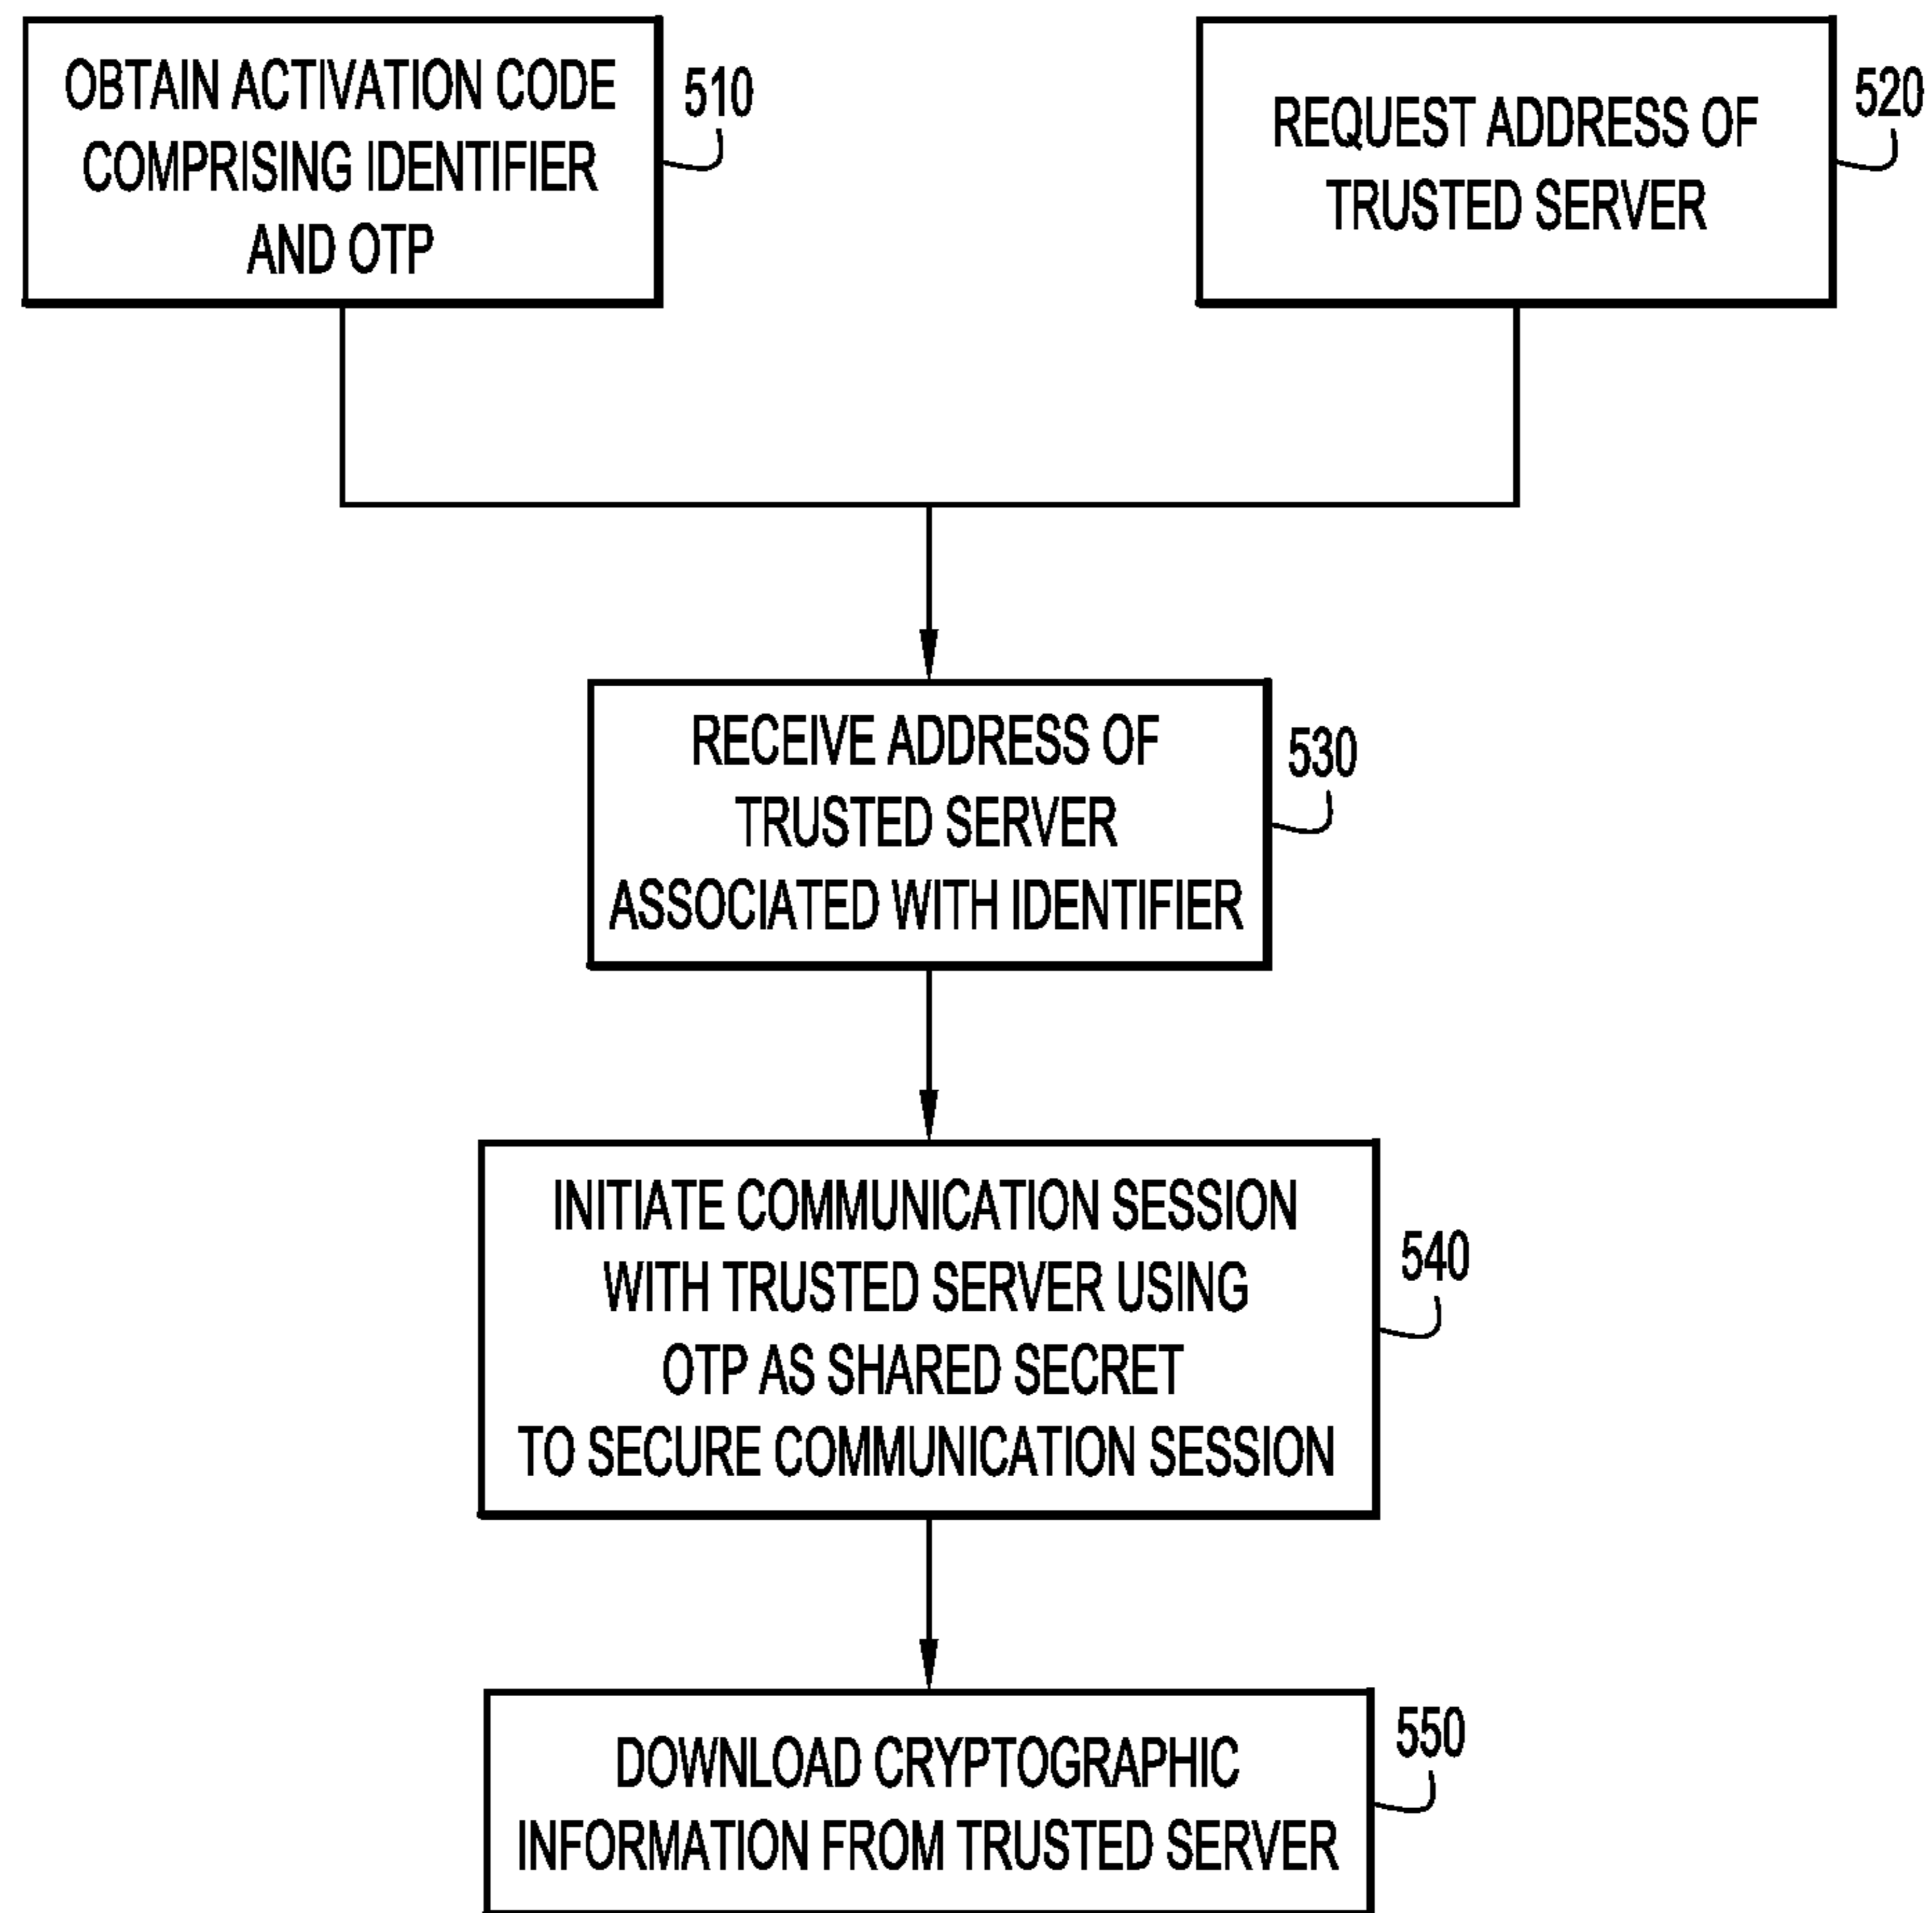 OBTAIN ACTIVATION CODE
COMPRISING IDENTIFIER
AND OTP
510
REQUEST ADDRESS OF
TRUSTED SERVER
520
RECEIVE ADDRESS OF
TRUSTED SERVER
ASSOCIATED WITH IDENTIFIER
530
INITIATE COMMUNICATION SESSION
WITH TRUSTED SERVER USING
OTP AS SHARED SECRET
TO SECURE COMMUNICATION SESSION
540
DOWNLOAD CRYPTOGRAPHIC
INFORMATION FROM TRUSTED SERVER
550